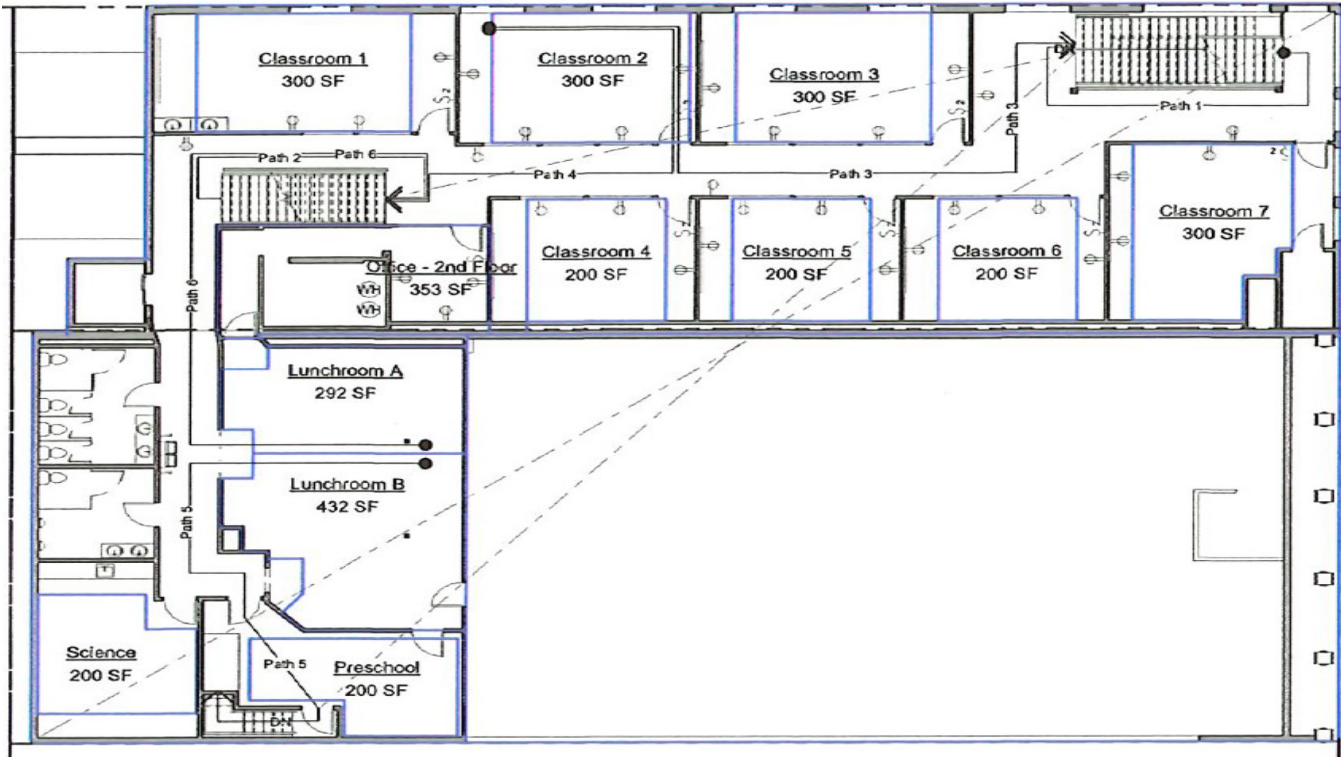 Classroom 1
300 SF
Classroom 2
300 SF
Classroom 3
300 SF
Path 3
Path 1
Path 2
Path 6
Path 4
Path 3
Classroom 4
200 SF
Classroom 5
200 SF
Classroom 6
200 SF
Classroom 7
300 SF
Office - 2nd Floor
353 SF
WH
WH
Path 6
Lunchroom A
292 SF
Lunchroom B
432 SF
Path 5
Science
200 SF
Path 5
Preschool
200 SF
DN